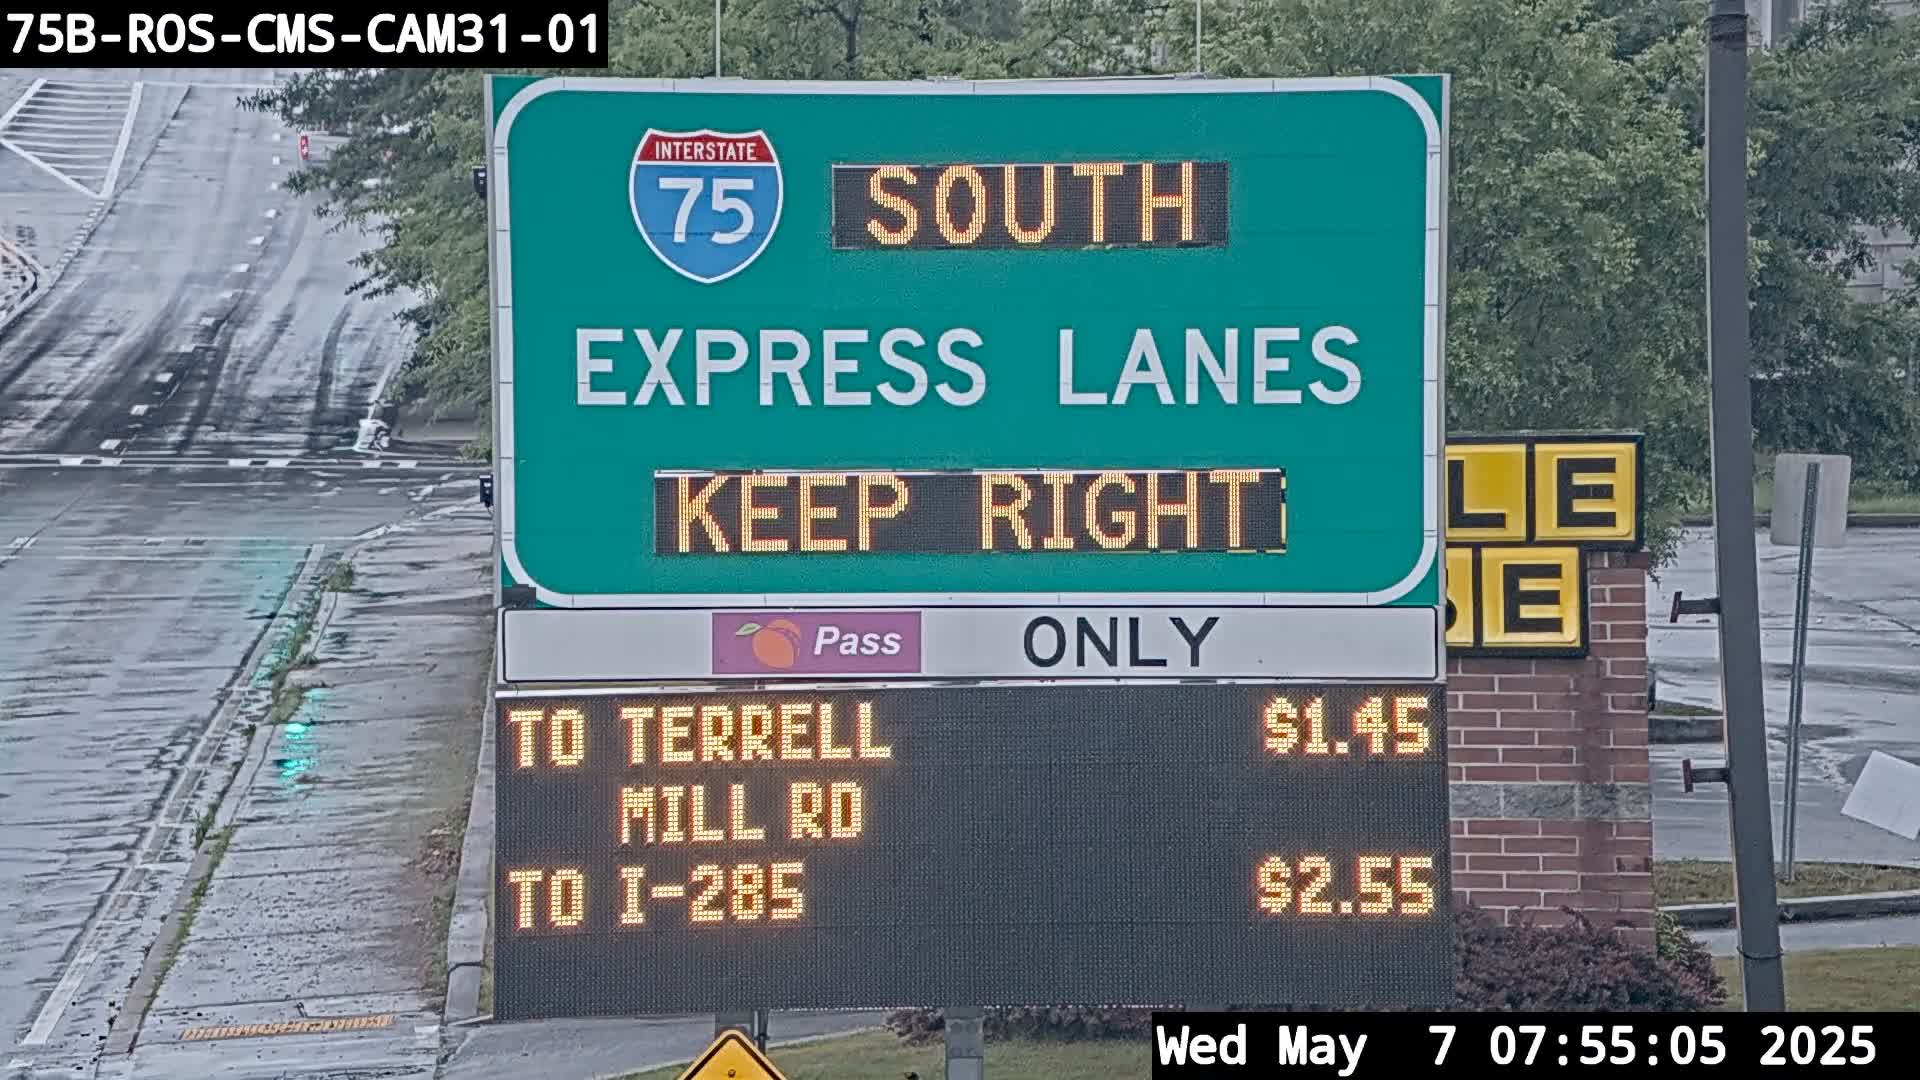 75B-ROS-CMS-CAM31-01
INTERSTATE
75
SOUTH
EXPRESS LANES
KEEP RIGHT
Pass ONLY
TO TERRELL $1.45
MILL RD
TO I-285 $2.55
LE
E
Wed May 7 07:55:05 2025